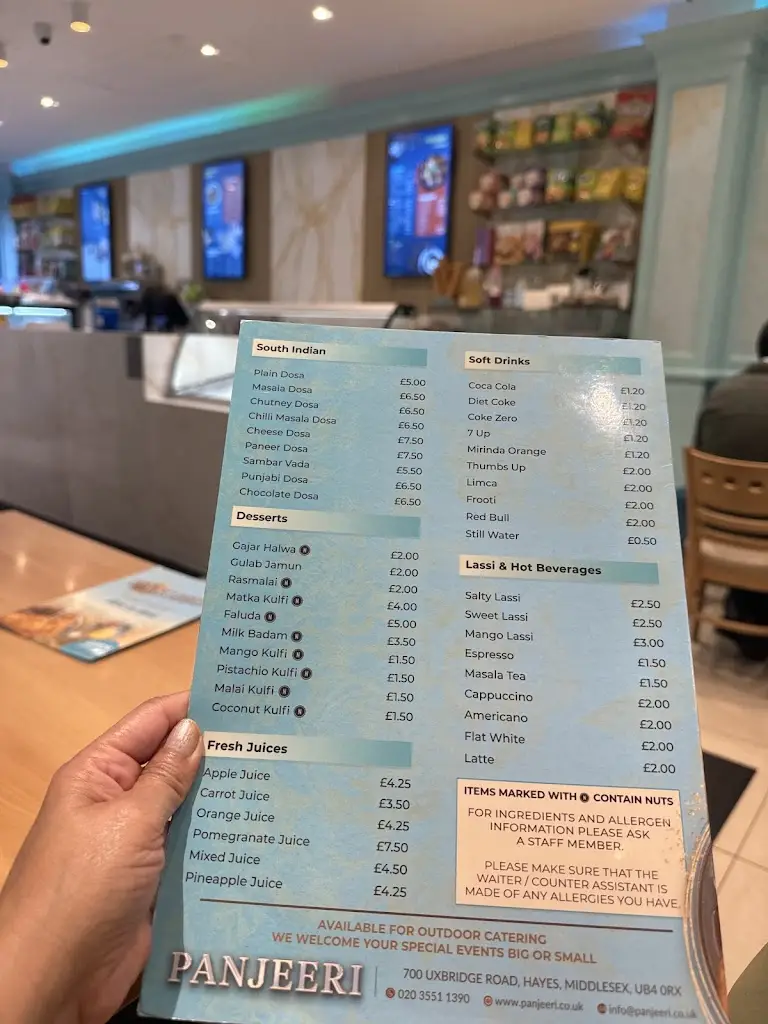 South Indian
Plain Dosa £5.00
Masala Dosa £6.50
Chutney Dosa £6.50
Chilli Masala Dosa £6.50
Cheese Dosa £7.50
Paneer Dosa £7.50
Sambar Vada £5.50
Punjabi Dosa £6.50
Chocolate Dosa £6.50
Desserts
Gajar Halwa N £2.00
Gulab Jamun £2.00
Rasmalai N £2.00
Matka Kulfi N £4.00
Faluda N £5.00
Milk Badam N £3.50
Mango Kulfi N £1.50
Pistachio Kulfi N £1.50
Malai Kulfi N £1.50
Coconut Kulfi N £1.50
Fresh Juices
Apple Juice £4.25
Carrot Juice £3.50
Orange Juice £4.25
Pomegranate Juice £7.50
Mixed Juice £4.50
Pineapple Juice £4.25
Soft Drinks
Coca Cola £1.20
Diet Coke £1.20
Coke Zero £1.20
7 Up £1.20
Mirinda Orange £1.20
Thumbs Up £2.00
Limca £2.00
Frooti £2.00
Red Bull £2.00
Still Water £0.50
Lassi & Hot Beverages
Salty Lassi £2.50
Sweet Lassi £2.50
Mango Lassi £3.00
Espresso £1.50
Masala Tea £1.50
Cappuccino £2.00
Americano £2.00
Flat White £2.00
Latte £2.00
ITEMS MARKED WITH N CONTAIN NUTS
FOR INGREDIENTS AND ALLERGEN
INFORMATION PLEASE ASK
A STAFF MEMBER.
PLEASE MAKE SURE THAT THE
WAITER / COUNTER ASSISTANT IS
MADE OF ANY ALLERGIES YOU HAVE.
AVAILABLE FOR OUTDOOR CATERING
WE WELCOME YOUR SPECIAL EVENTS BIG OR SMALL
PANJEERI
700 UXBRIDGE ROAD, HAYES, MIDDLESEX, UB4 0RX
020 3551 1390 www.panjeeri.co.uk info@panjeeri.co.uk